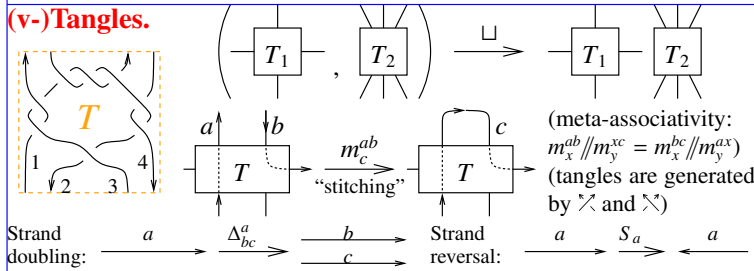 (v-)Tangles.
T
1 2 3 4
( T₁ , T₂ ) ⊔ T₁ T₂
a b T
m_c^{ab}
“stitching”
c T
(meta-associativity:
m_x^{ab}//m_y^{xc} = m_x^{bc}//m_y^{ax})
(tangles are generated
by ⤲ and ⤱)
Strand doubling: a Δ_{bc}^a b c
Strand reversal: a S_a a